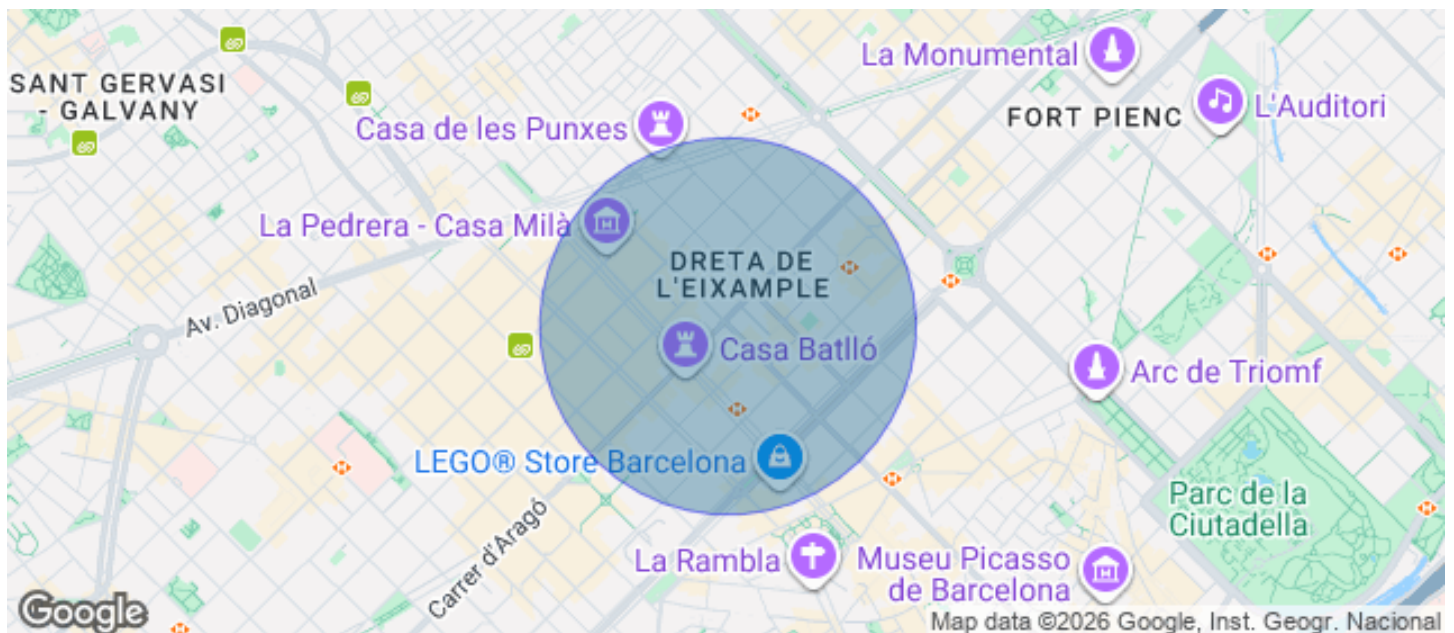 La Monumental
SANT GERVASI
- GALVANY
L'Auditori
FORT PIENC
Casa de les Punxes
La Pedrera - Casa Milà
DRETA DE
L'EIXAMPLE
Av. Diagonal
Casa Batlló
Arc de Triomf
LEGO® Store Barcelona
Parc de la
Ciutadella
Carrer d'Aragó
La Rambla
Museu Picasso
de Barcelona
Google
Map data ©2026 Google, Inst. Geogr. Nacional